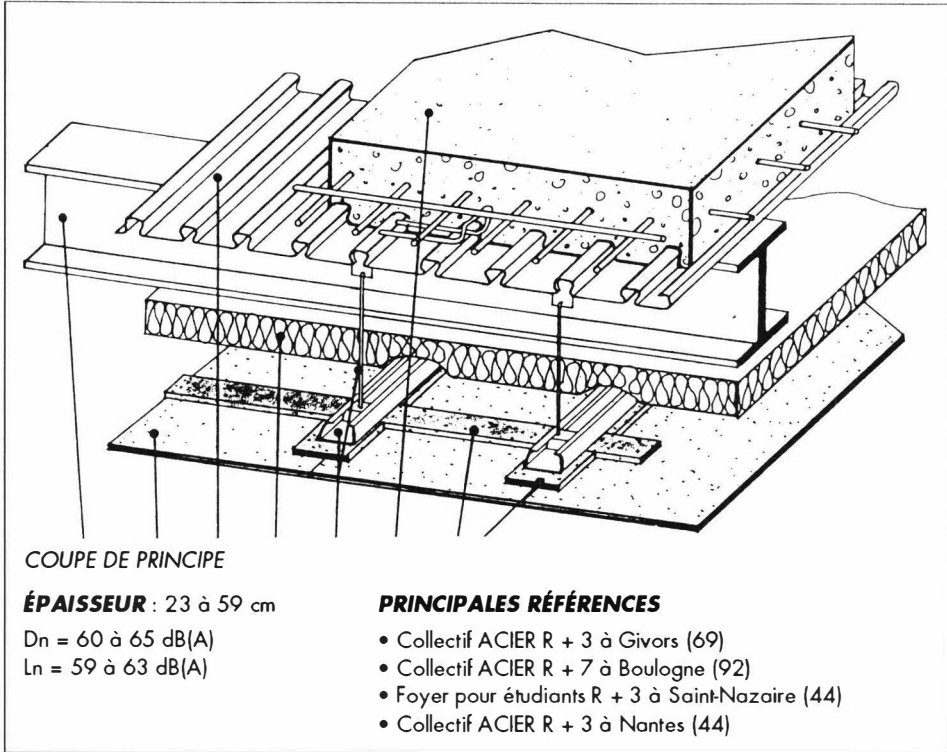 COUPE DE PRINCIPE
ÉPAISSEUR : 23 à 59 cm
Dn = 60 à 65 dB(A)
Ln = 59 à 63 dB(A)
PRINCIPALES RÉFÉRENCES
• Collectif ACIER R + 3 à Givors (69)
• Collectif ACIER R + 7 à Boulogne (92)
• Foyer pour étudiants R + 3 à Saint-Nazaire (44)
• Collectif ACIER R + 3 à Nantes (44)